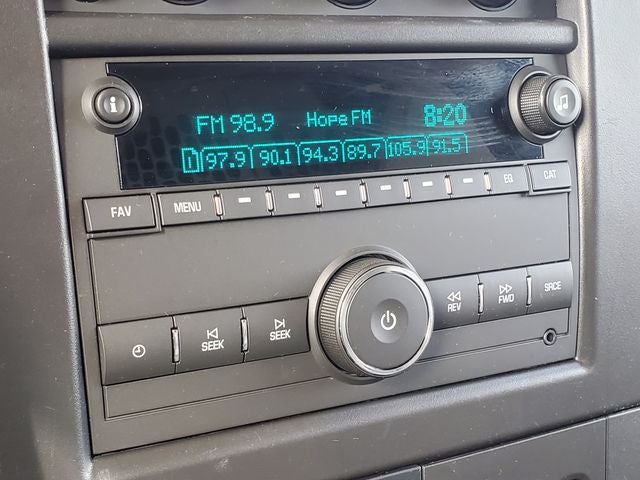 FM 98.9 Hope FM 8:20
1 97.9 90.1 94.3 89.7 105.9 91.5
FAV MENU EQ CAT
SEEK SEEK REV FWD SRCE